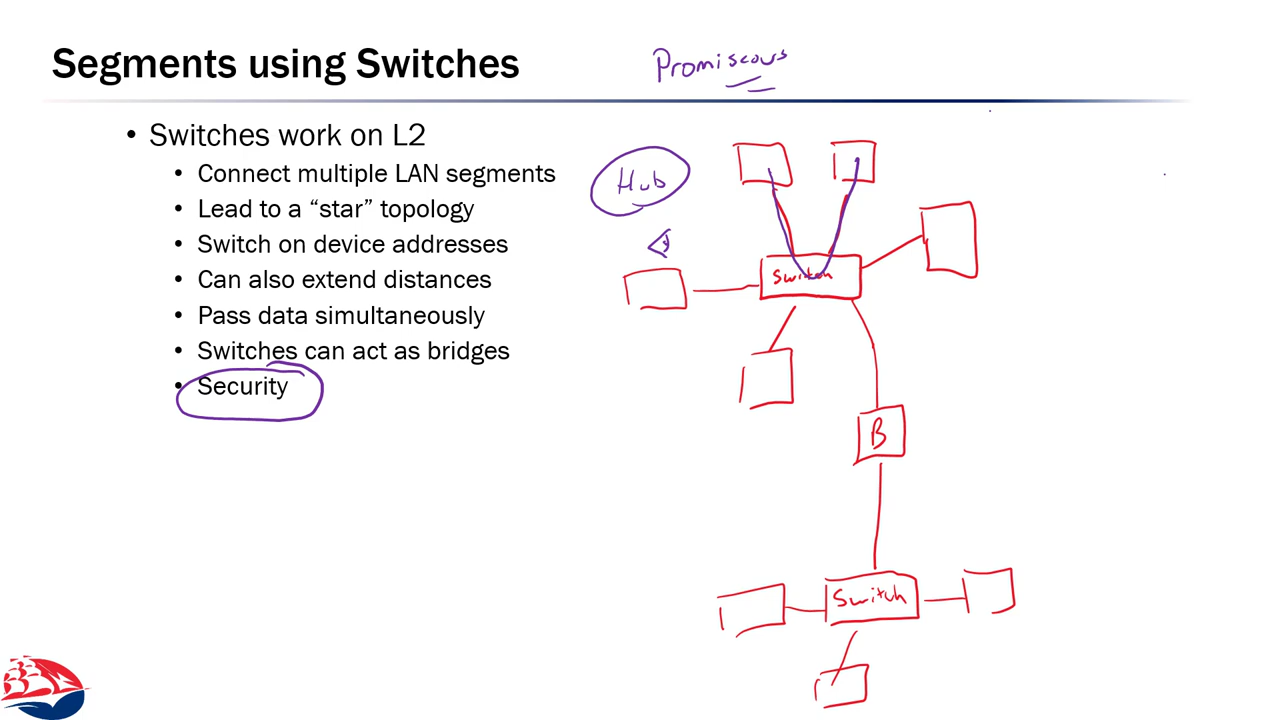 Segments using Switches
Promiscous
• Switches work on L2
• Connect multiple LAN segments
• Lead to a “star” topology
• Switch on device addresses
• Can also extend distances
• Pass data simultaneously
• Switches can act as bridges
• Security
Hub
Switch
B
Switch